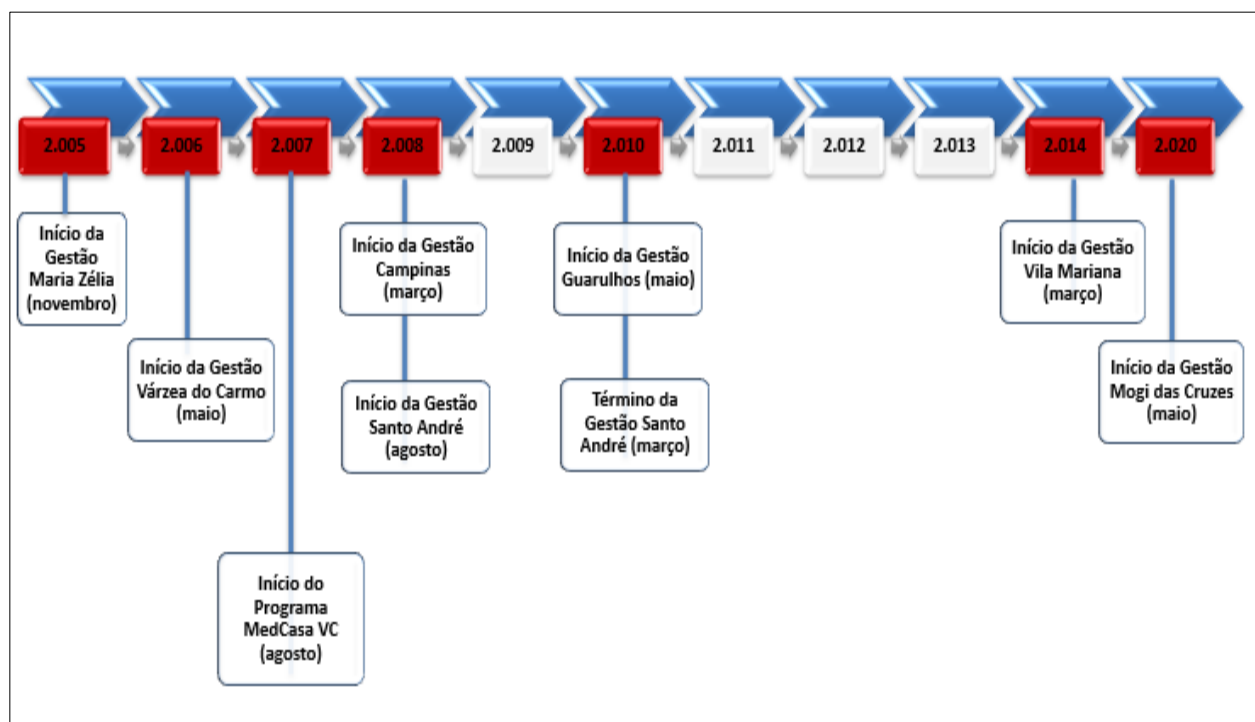 2.005
2.006
2.007
2.008
2.009
2.010
2.011
2.012
2.013
2.014
2.020
Início da
Gestão
Maria Zélia
(novembro)
Início da Gestão
Várzea do Carmo
(maio)
Início do
Programa
MedCasa VC
(agosto)
Início da Gestão
Campinas
(março)
Início da Gestão
Santo André
(agosto)
Início da Gestão
Guarulhos (maio)
Término da
Gestão Santo
André (março)
Início da Gestão
Vila Mariana
(março)
Início da Gestão
Mogi das Cruzes
(maio)